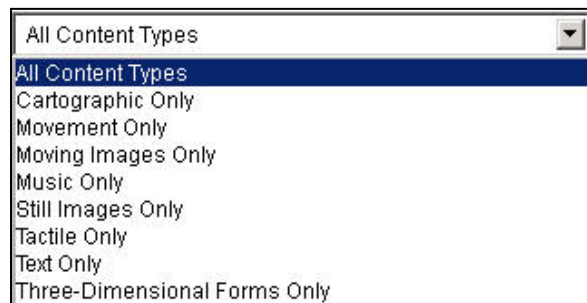 All Content Types
All Content Types
Cartographic Only
Movement Only
Moving Images Only
Music Only
Still Images Only
Tactile Only
Text Only
Three-Dimensional Forms Only